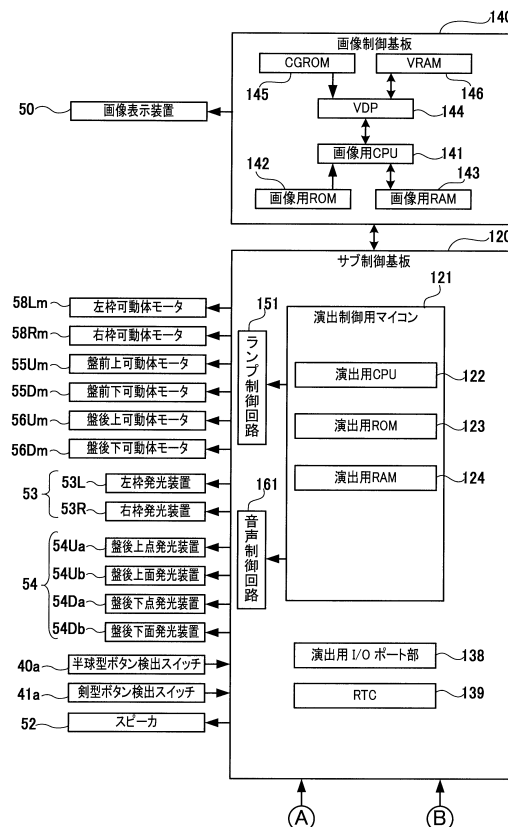 140
画像制御基板
CGROM
VRAM
145
146
50
画像表示装置
VDP
144
画像用CPU
141
142
143
画像用ROM
画像用RAM
120
サブ制御基板
121
58Lm
左枠可動体モータ
151
演出制御用マイコン
58Rm
右枠可動体モータ
55Um
盤前上可動体モータ
ランプ制御回路
演出用CPU
122
55Dm
盤前下可動体モータ
56Um
盤後上可動体モータ
演出用ROM
123
56Dm
盤後下可動体モータ
53
53L
左枠発光装置
161
演出用RAM
124
53R
右枠発光装置
音声制御回路
54
54Ua
盤後上点発光装置
54Ub
盤後上面発光装置
54Da
盤後下点発光装置
54Db
盤後下面発光装置
40a
半球型ボタン検出スイッチ
演出用I/Oポート部
138
41a
剣型ボタン検出スイッチ
RTC
139
52
スピーカ
A
B